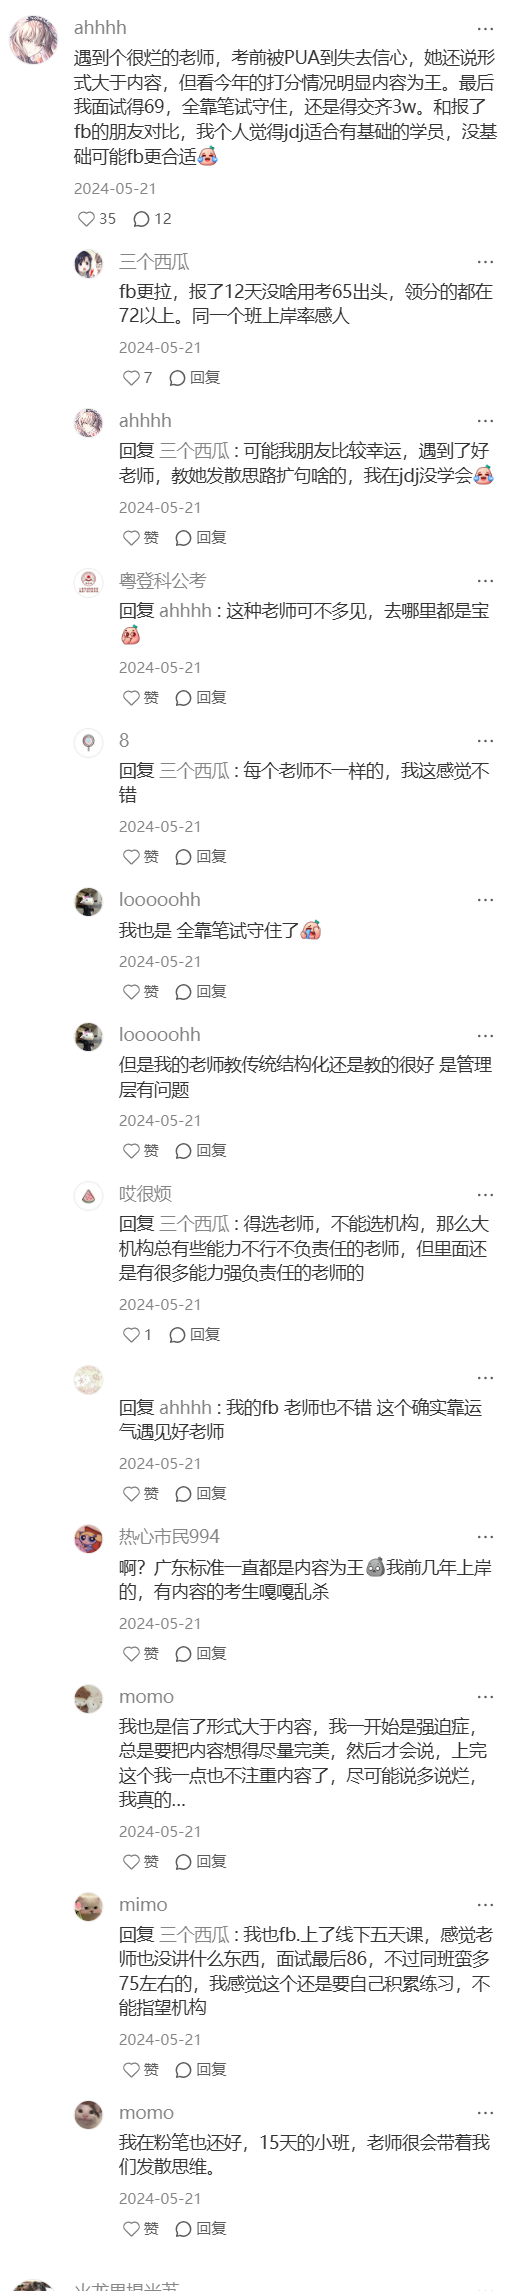 ahhhh
遇到个很烂的老师，考前被PUA到失去信心，她还说形
式大于内容，但看今年的打分情况明显内容为王。最后
我面试得69，全靠笔试守住，还是得交齐3w。和报了
fb的朋友对比，我个人觉得jdj适合有基础的学员，没基
础可能fb更合适
2024-05-21
35 12
三个西瓜
fb更拉，报了12天没啥用考65出头，领分的都在
72以上。同一个班上岸率感人
2024-05-21
7 回复
ahhhh
回复 三个西瓜 : 可能我朋友比较幸运，遇到了好
老师，教她发散思路扩句啥的，我在jdj没学会
2024-05-21
赞 回复
粤登科公考
回复 ahhhh : 这种老师可不多见，去哪里都是宝
2024-05-21
赞 回复
8
回复 三个西瓜 : 每个老师不一样的，我这感觉不
错
2024-05-21
赞 回复
looooohh
我也是 全靠笔试守住了
2024-05-21
赞 回复
looooohh
但是我的老师教传统结构化还是教的很好 是管理
层有问题
2024-05-21
赞 回复
哎很烦
回复 三个西瓜 : 得选老师，不能选机构，那么大
机构总有些能力不行不负责任的老师，但里面还
是有很多能力强负责任的老师的
2024-05-21
1 回复
回复 ahhhh : 我的fb 老师也不错 这个确实靠运
气遇见好老师
2024-05-21
赞 回复
热心市民994
啊？广东标准一直都是内容为王我前几年上岸
的，有内容的考生嘎嘎乱杀
2024-05-21
赞 回复
momo
我也是信了形式大于内容，我一开始是强迫症，
总是要把内容想得尽量完美，然后才会说，上完
这个我一点也不注重内容了，尽可能说多说烂，
我真的...
2024-05-21
赞 回复
mimo
回复 三个西瓜 : 我也fb.上了线下五天课，感觉老
师也没讲什么东西，面试最后86，不过同班蛮多
75左右的，我感觉这个还是要自己积累练习，不
能指望机构
2024-05-21
赞 回复
momo
我在粉笔也还好，15天的小班，老师很会带着我
们发散思维。
2024-05-21
赞 回复